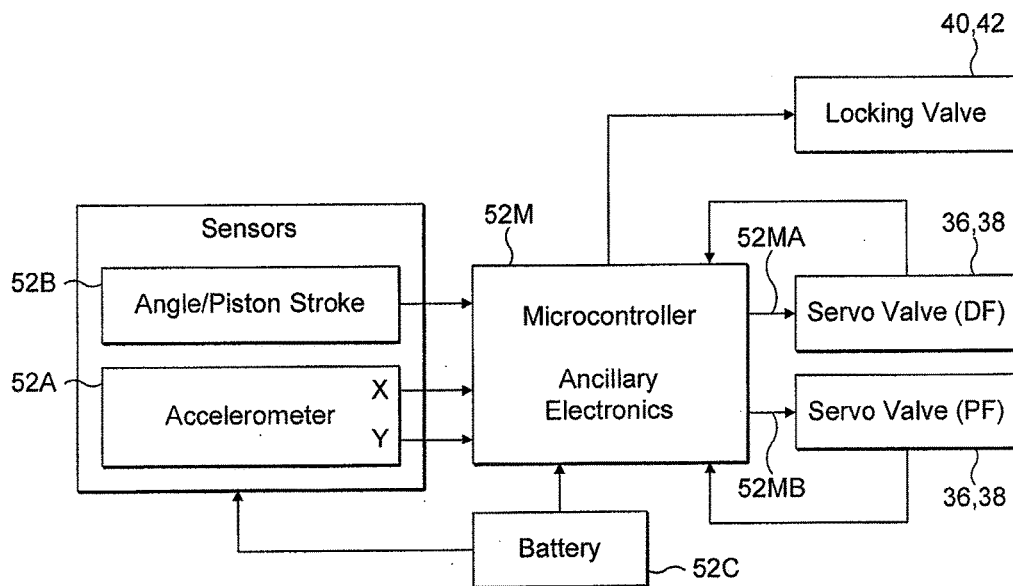 40,42
Locking Valve
Sensors
52M
52MA
36,38
52B
Angle/Piston Stroke
Microcontroller
Servo Valve (DF)
52A
Accelerometer
X
Y
Ancillary
Electronics
Servo Valve (PF)
52MB
36,38
Battery
52C